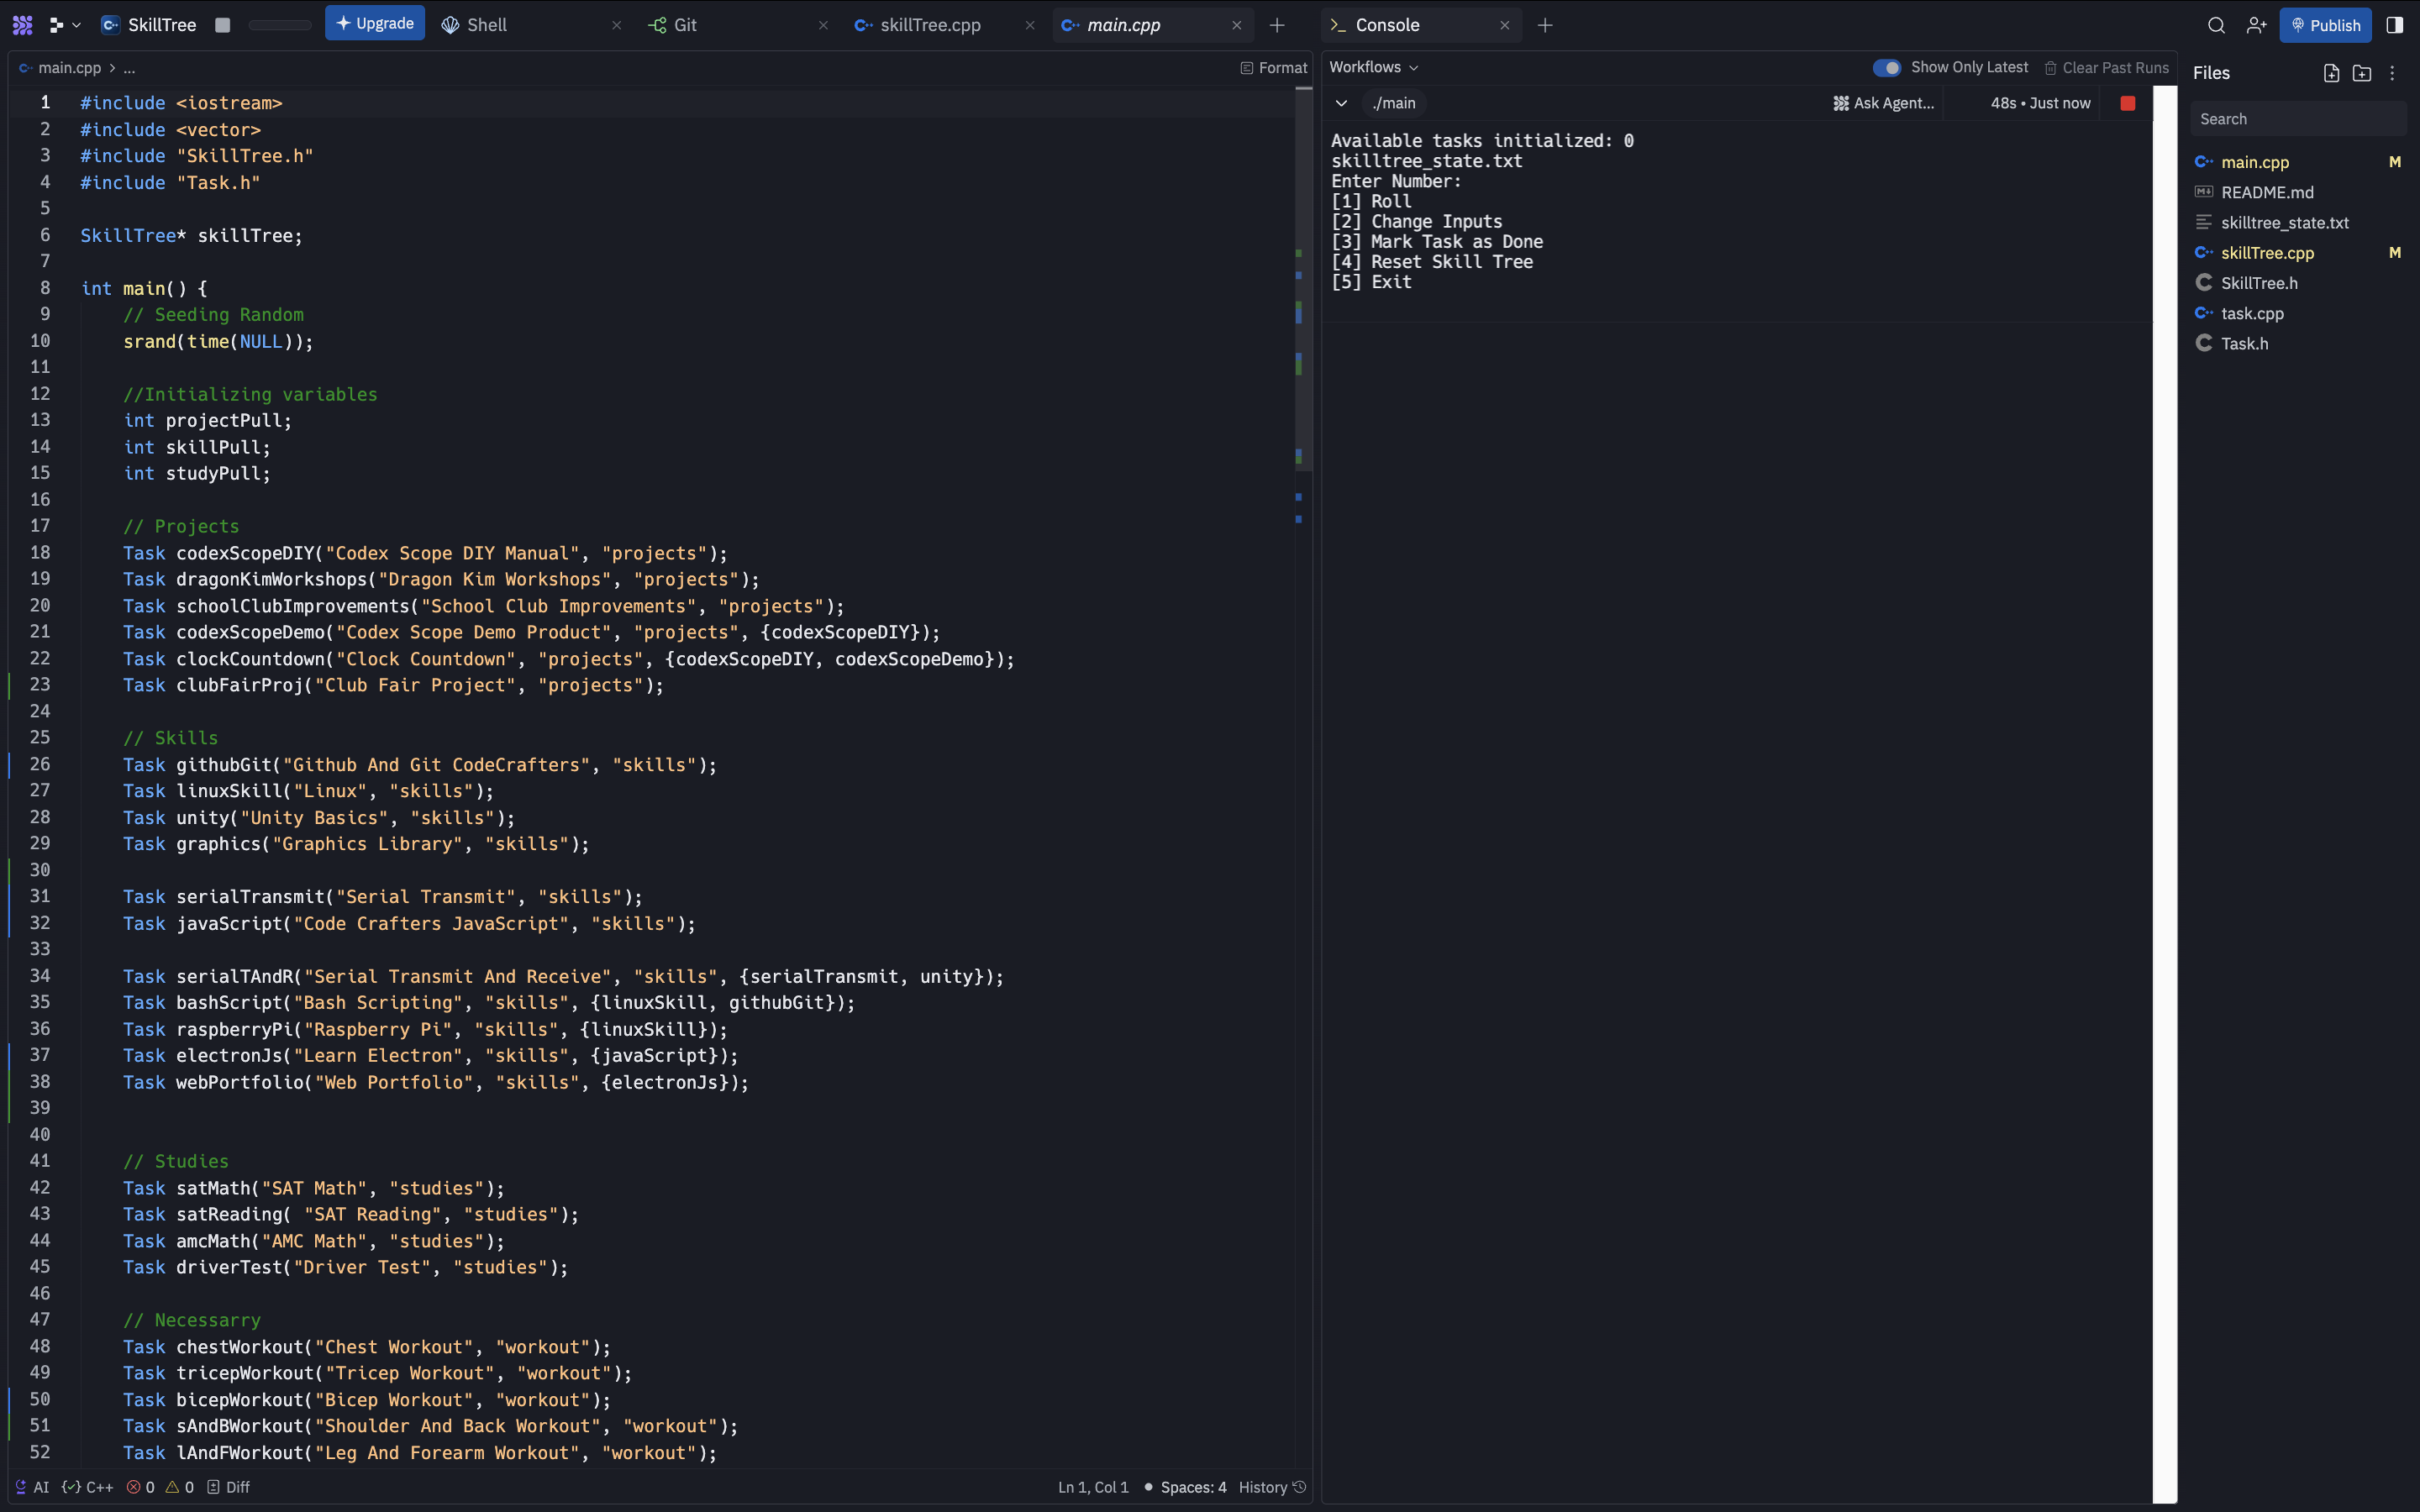 SkillTree
Upgrade
Shell
Git
skillTree.cpp
main.cpp
Console
Publish
main.cpp > ...
Format
1 #include <iostream>
2 #include <vector>
3 #include "SkillTree.h"
4 #include "Task.h"
5
6 SkillTree* skillTree;
7
8 int main() {
9 // Seeding Random
10 srand(time(NULL));
11
12 //Initializing variables
13 int projectPull;
14 int skillPull;
15 int studyPull;
16
17 // Projects
18 Task codexScopeDIY("Codex Scope DIY Manual", "projects");
19 Task dragonKimWorkshops("Dragon Kim Workshops", "projects");
20 Task schoolClubImprovements("School Club Improvements", "projects");
21 Task codexScopeDemo("Codex Scope Demo Product", "projects", {codexScopeDIY});
22 Task clockCountdown("Clock Countdown", "projects", {codexScopeDIY, codexScopeDemo});
23 Task clubFairProj("Club Fair Project", "projects");
24
25 // Skills
26 Task githubGit("Github And Git CodeCrafters", "skills");
27 Task linuxSkill("Linux", "skills");
28 Task unity("Unity Basics", "skills");
29 Task graphics("Graphics Library", "skills");
30
31 Task serialTransmit("Serial Transmit", "skills");
32 Task javaScript("Code Crafters JavaScript", "skills");
33
34 Task serialTAndR("Serial Transmit And Receive", "skills", {serialTransmit, unity});
35 Task bashScript("Bash Scripting", "skills", {linuxSkill, githubGit});
36 Task raspberryPi("Raspberry Pi", "skills", {linuxSkill});
37 Task electronJs("Learn Electron", "skills", {javaScript});
38 Task webPortfolio("Web Portfolio", "skills", {electronJs});
39
40
41 // Studies
42 Task satMath("SAT Math", "studies");
43 Task satReading( "SAT Reading", "studies");
44 Task amcMath("AMC Math", "studies");
45 Task driverTest("Driver Test", "studies");
46
47 // Necessarry
48 Task chestWorkout("Chest Workout", "workout");
49 Task tricepWorkout("Tricep Workout", "workout");
50 Task bicepWorkout("Bicep Workout", "workout");
51 Task sAndBWorkout("Shoulder And Back Workout", "workout");
52 Task lAndFWorkout("Leg And Forearm Workout", "workout");
AI {✓} C++ 0 0 Diff
Ln 1, Col 1 • Spaces: 4 History
Workflows
Show Only Latest
Clear Past Runs
./main
Ask Agent...
48s • Just now
Available tasks initialized: 0
skilltree_state.txt
Enter Number:
[1] Roll
[2] Change Inputs
[3] Mark Task as Done
[4] Reset Skill Tree
[5] Exit
Files
Search
main.cpp M
README.md
skilltree_state.txt
skillTree.cpp M
SkillTree.h
task.cpp
Task.h